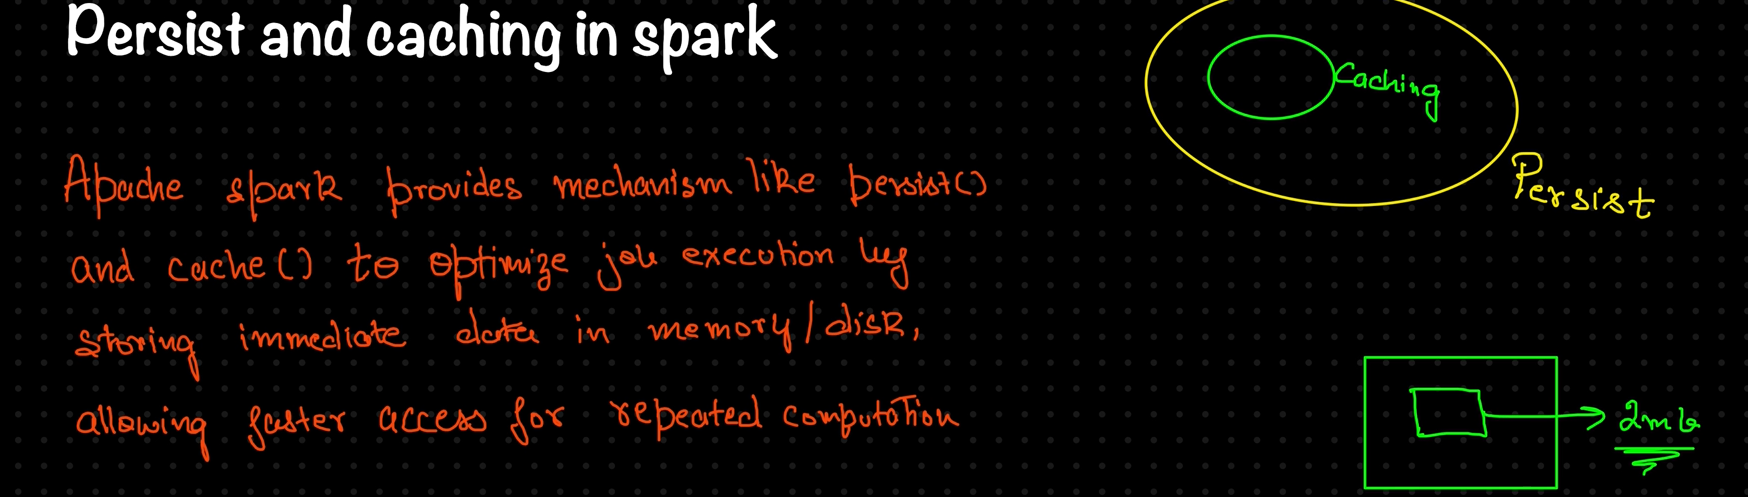 Persist and caching in spark
Caching
Persist
Apache spark provides mechanism like persist()
and cache() to optimize job execution by
storing immediate data in memory/disk,
allowing faster access for repeated computation
2mb